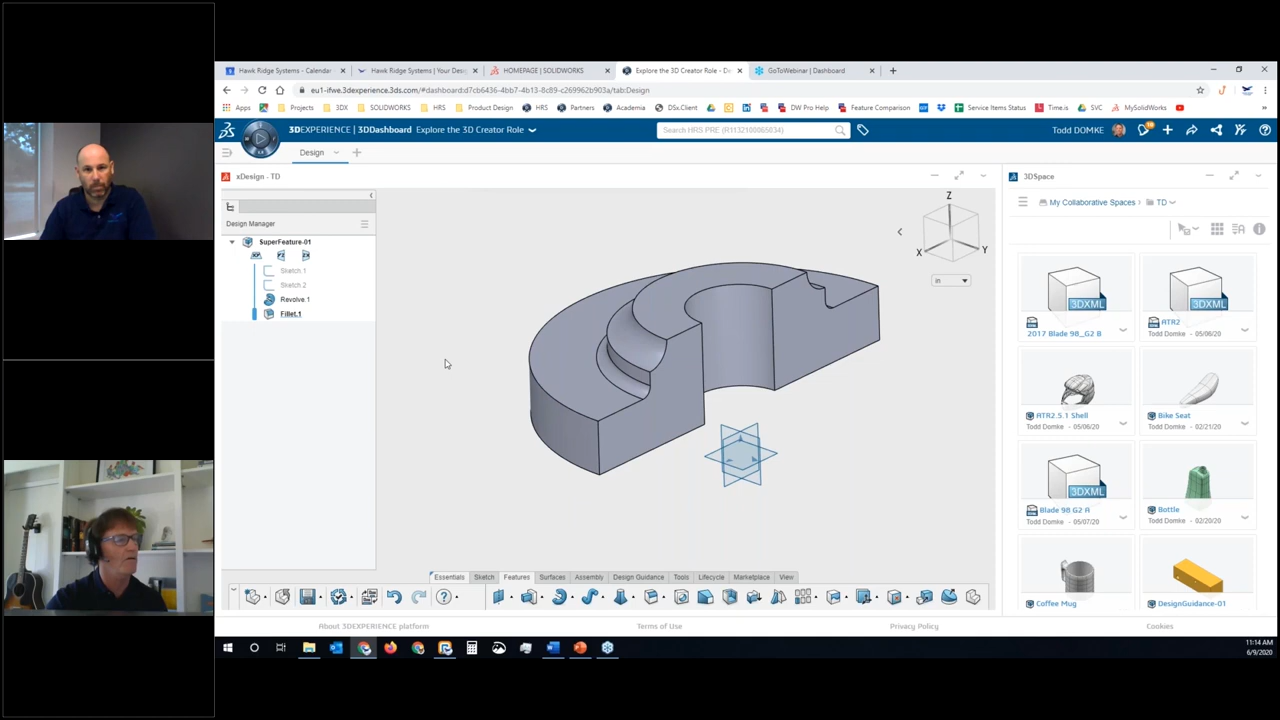 Hawk Ridge Systems - Calendar
Hawk Ridge Systems | Your Desig
HOMEPAGE | SOLIDWORKS
Explore the 3D Creator Role - De
GoToWebinar | Dashboard
eu1-ifwe.3dexperience.3ds.com/#dashboard:d7cb6436-4bb7-4b13-8c89-c269962b903a/tab:Design
Apps
Projects
3DX
SOLIDWORKS
HRS
Product Design
HRS
Partners
Academia
DSx.Client
DW Pro Help
Feature Comparison
Service Items Status
Time.is
SVC
MySolidWorks
3DEXPERIENCE | 3DDashboard Explore the 3D Creator Role
Search HRS PRE (R1132100065034)
Todd DOMKE
Design
xDesign - TD
3DSpace
Design Manager
My Collaborative Spaces
TD
SuperFeature-01
Sketch.1
Sketch.2
Revolve.1
Fillet.1
Z
Y
X
in
3DXML
2017 Blade 98_G2 B
3DXML
ATR2
Todd Domke - 05/06/20
ATR2.5.1 Shell
Todd Domke - 05/06/20
Bike Seat
Todd Domke - 02/21/20
3DXML
Blade 98 G2 A
Todd Domke - 05/07/20
Bottle
Todd Domke - 02/20/20
Coffee Mug
DesignGuidance-01
Essentials
Sketch
Features
Surfaces
Assembly
Design Guidance
Tools
Lifecycle
Marketplace
View
About 3DEXPERIENCE platform
Terms of Use
Privacy Policy
Cookies
11:14 AM
6/9/2020